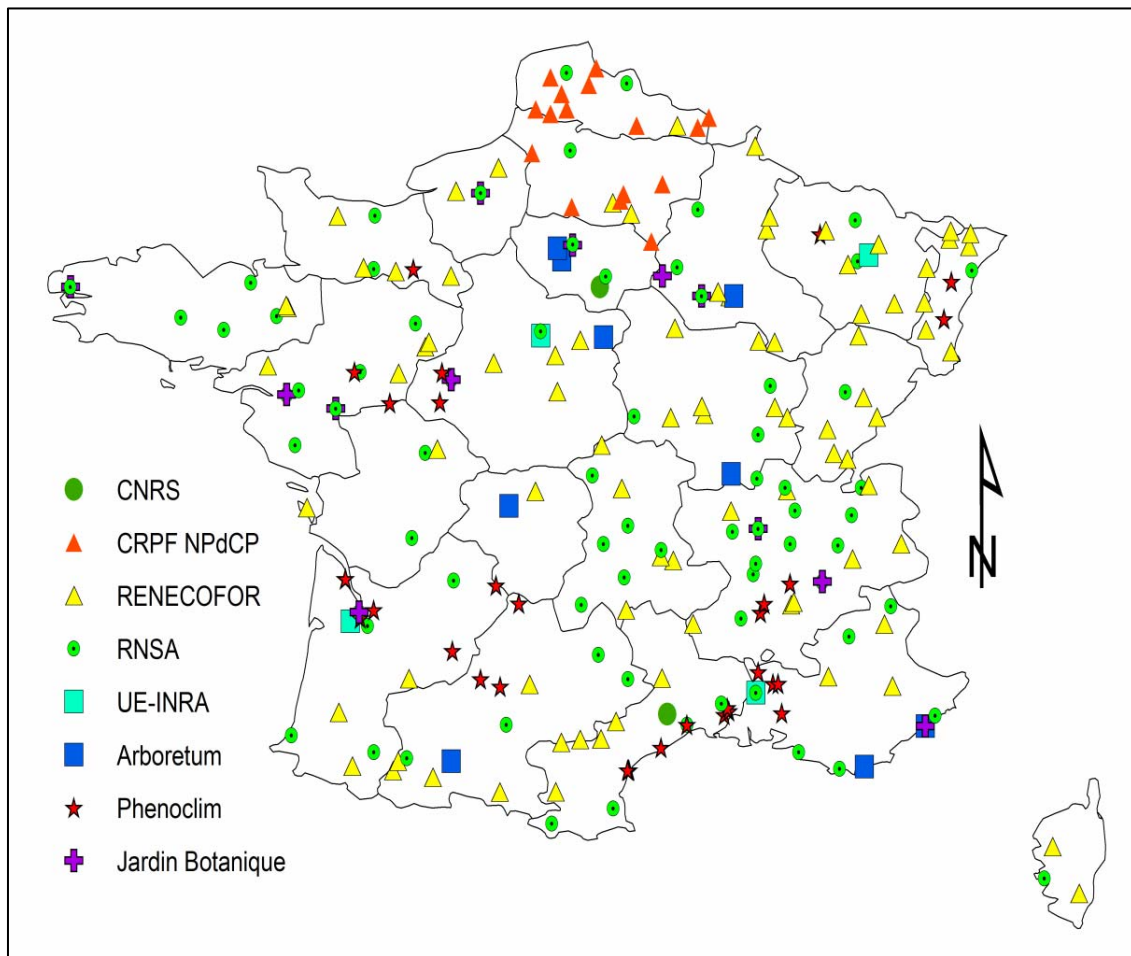 CNRS
CRPF NPdCP
RENECOFOR
RNSA
UE-INRA
Arboretum
Phenoclim
Jardin Botanique
N